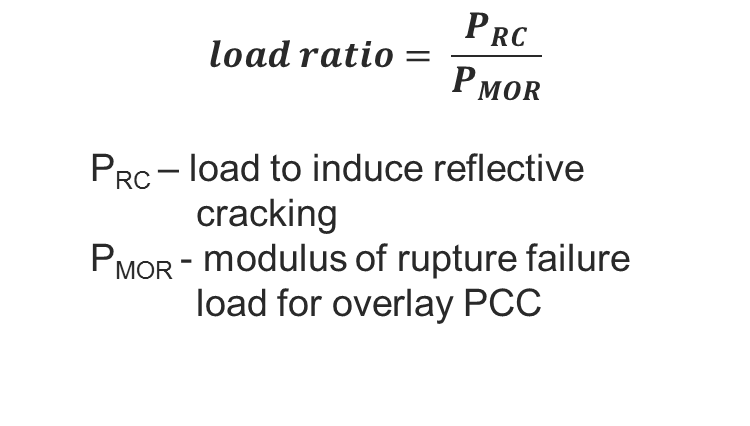 load ratio = P_RC / P_MOR
P_RC – load to induce reflective
cracking
P_MOR - modulus of rupture failure
load for overlay PCC